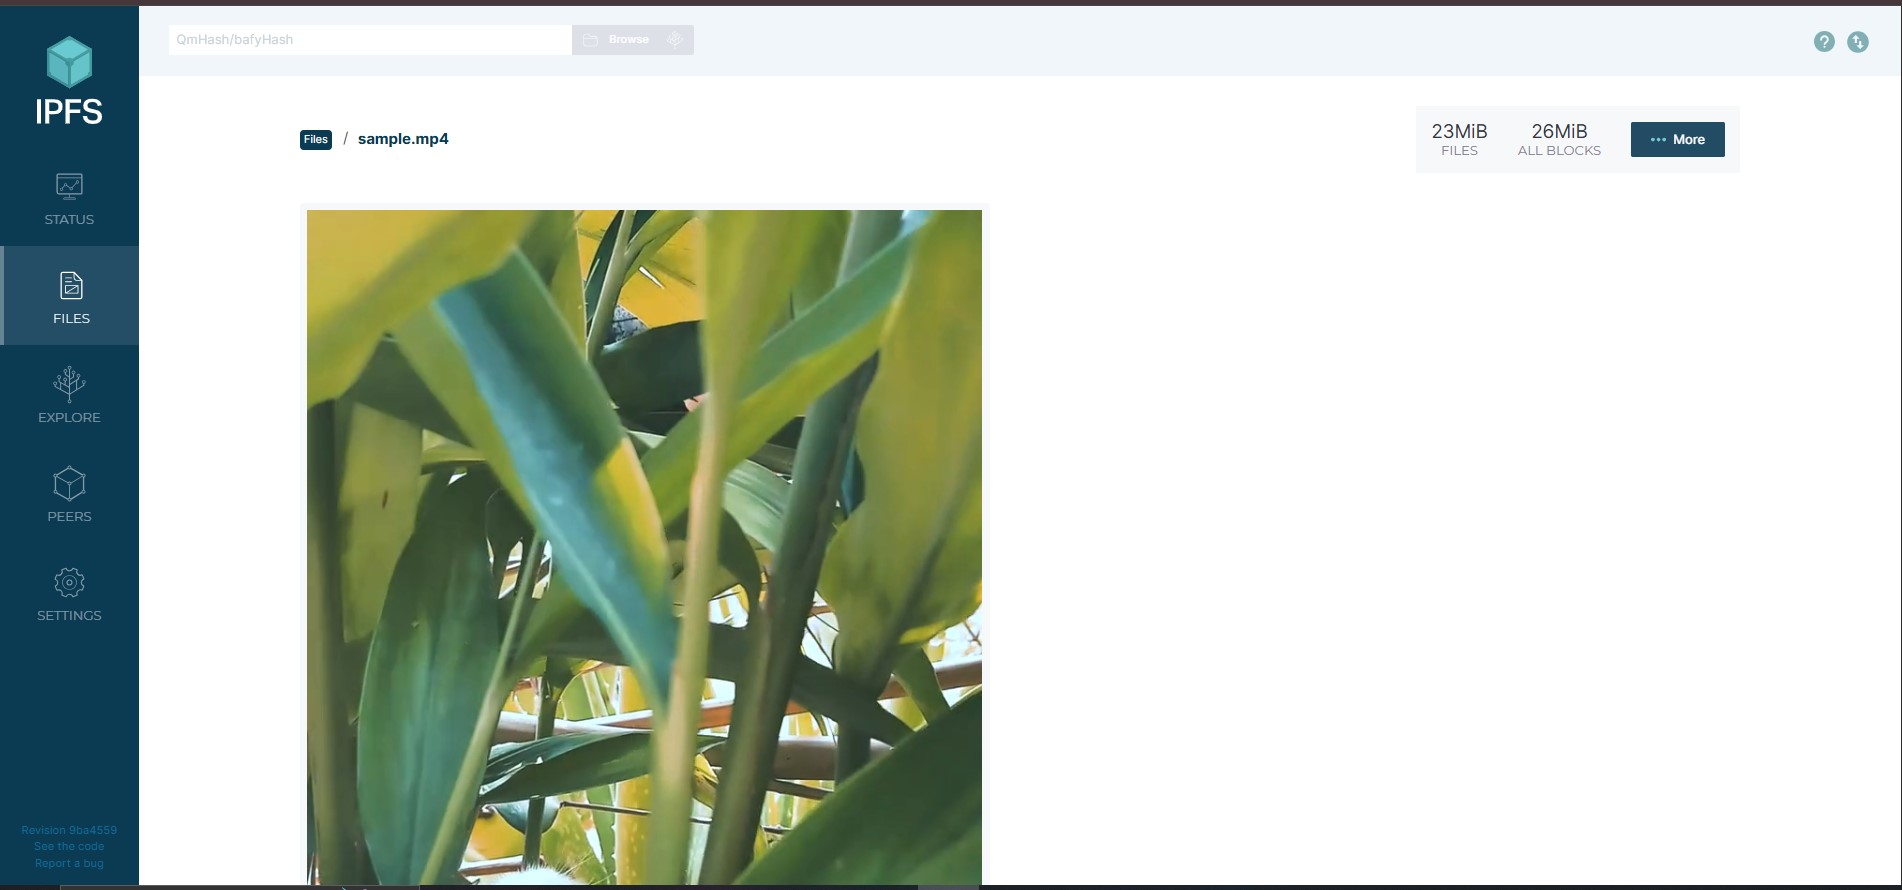 QmHash/bafyHash
Browse
IPFS
Files / sample.mp4
23MiB
FILES
26MiB
ALL BLOCKS
More
STATUS
FILES
EXPLORE
PEERS
SETTINGS
Revision 9ba4559
See the code
Report a bug